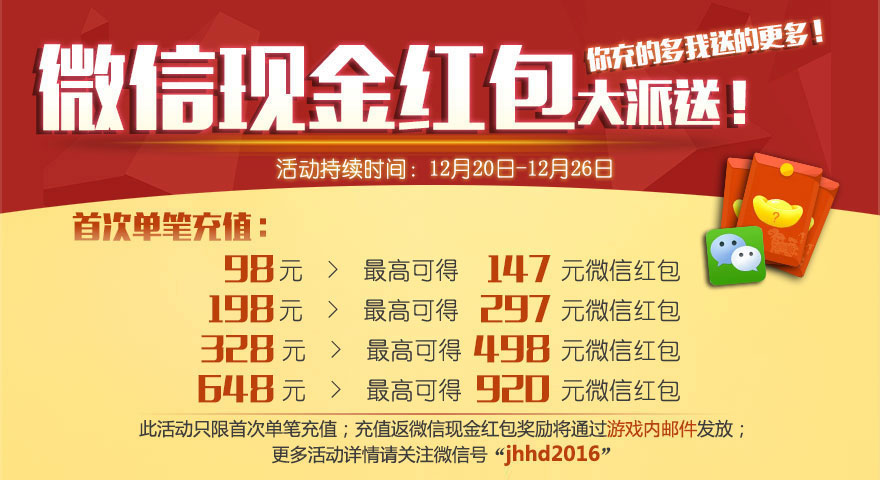 你充的多我送的更多！
微信现金红包大派送！
活动持续时间：12月20日-12月26日
首次单笔充值：
98元 > 最高可得 147 元微信红包
198元 > 最高可得 297 元微信红包
328元 > 最高可得 498 元微信红包
648元 > 最高可得 920 元微信红包
此活动只限首次单笔充值；充值返微信现金红包奖励将通过游戏内邮件发放；
更多活动详情请关注微信号“jhhd2016”